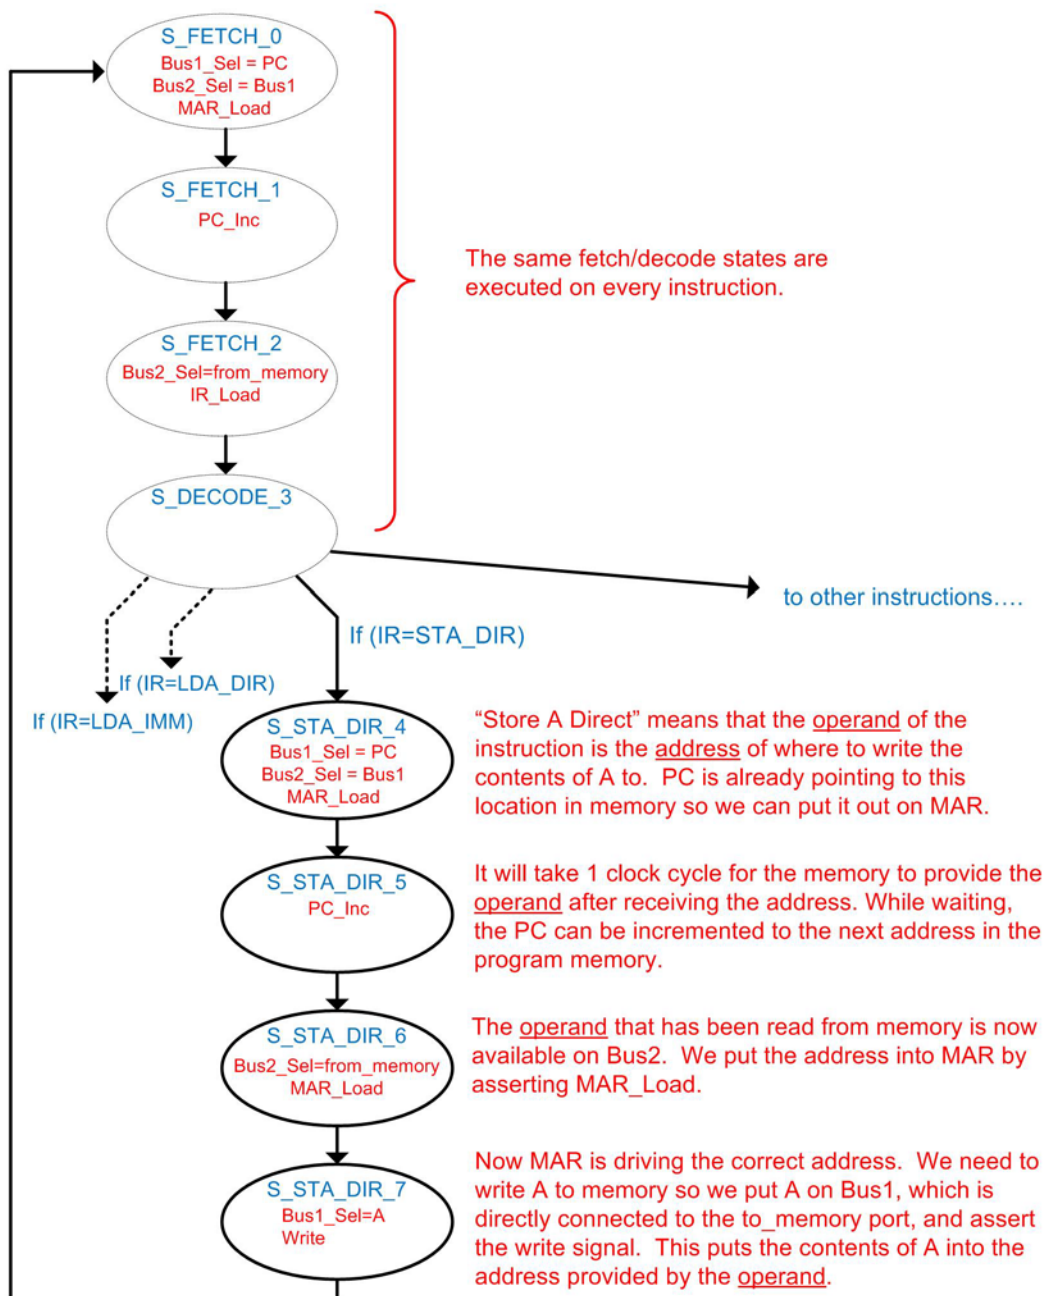 S_FETCH_0
Bus1_Sel = PC
Bus2_Sel = Bus1
MAR_Load
S_FETCH_1
PC_Inc
The same fetch/decode states are
executed on every instruction.
S_FETCH_2
Bus2_Sel=from_memory
IR_Load
S_DECODE_3
to other instructions….
If (IR=STA_DIR)
If (IR=LDA_DIR)
If (IR=LDA_IMM)
S_STA_DIR_4
Bus1_Sel = PC
Bus2_Sel = Bus1
MAR_Load
“Store A Direct” means that the operand of the
instruction is the address of where to write the
contents of A to. PC is already pointing to this
location in memory so we can put it out on MAR.
S_STA_DIR_5
PC_Inc
It will take 1 clock cycle for the memory to provide the
operand after receiving the address. While waiting,
the PC can be incremented to the next address in the
program memory.
S_STA_DIR_6
Bus2_Sel=from_memory
MAR_Load
The operand that has been read from memory is now
available on Bus2. We put the address into MAR by
asserting MAR_Load.
S_STA_DIR_7
Bus1_Sel=A
Write
Now MAR is driving the correct address. We need to
write A to memory so we put A on Bus1, which is
directly connected to the to_memory port, and assert
the write signal. This puts the contents of A into the
address provided by the operand.